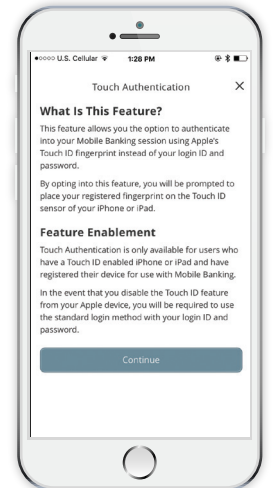 U.S. Cellular 1:28 PM
Touch Authentication ×
What Is This Feature?
This feature allows you the option to authenticate
into your Mobile Banking session using Apple's
Touch ID fingerprint instead of your login ID and
password.
By opting into this feature, you will be prompted to
place your registered fingerprint on the Touch ID
sensor of your iPhone or iPad.
Feature Enablement
Touch Authentication is only available for users who
have a Touch ID enabled iPhone or iPad and have
registered their device for use with Mobile Banking.
In the event that you disable the Touch ID feature
from your Apple device, you will be required to use
the standard login method with your login ID and
password.
Continue